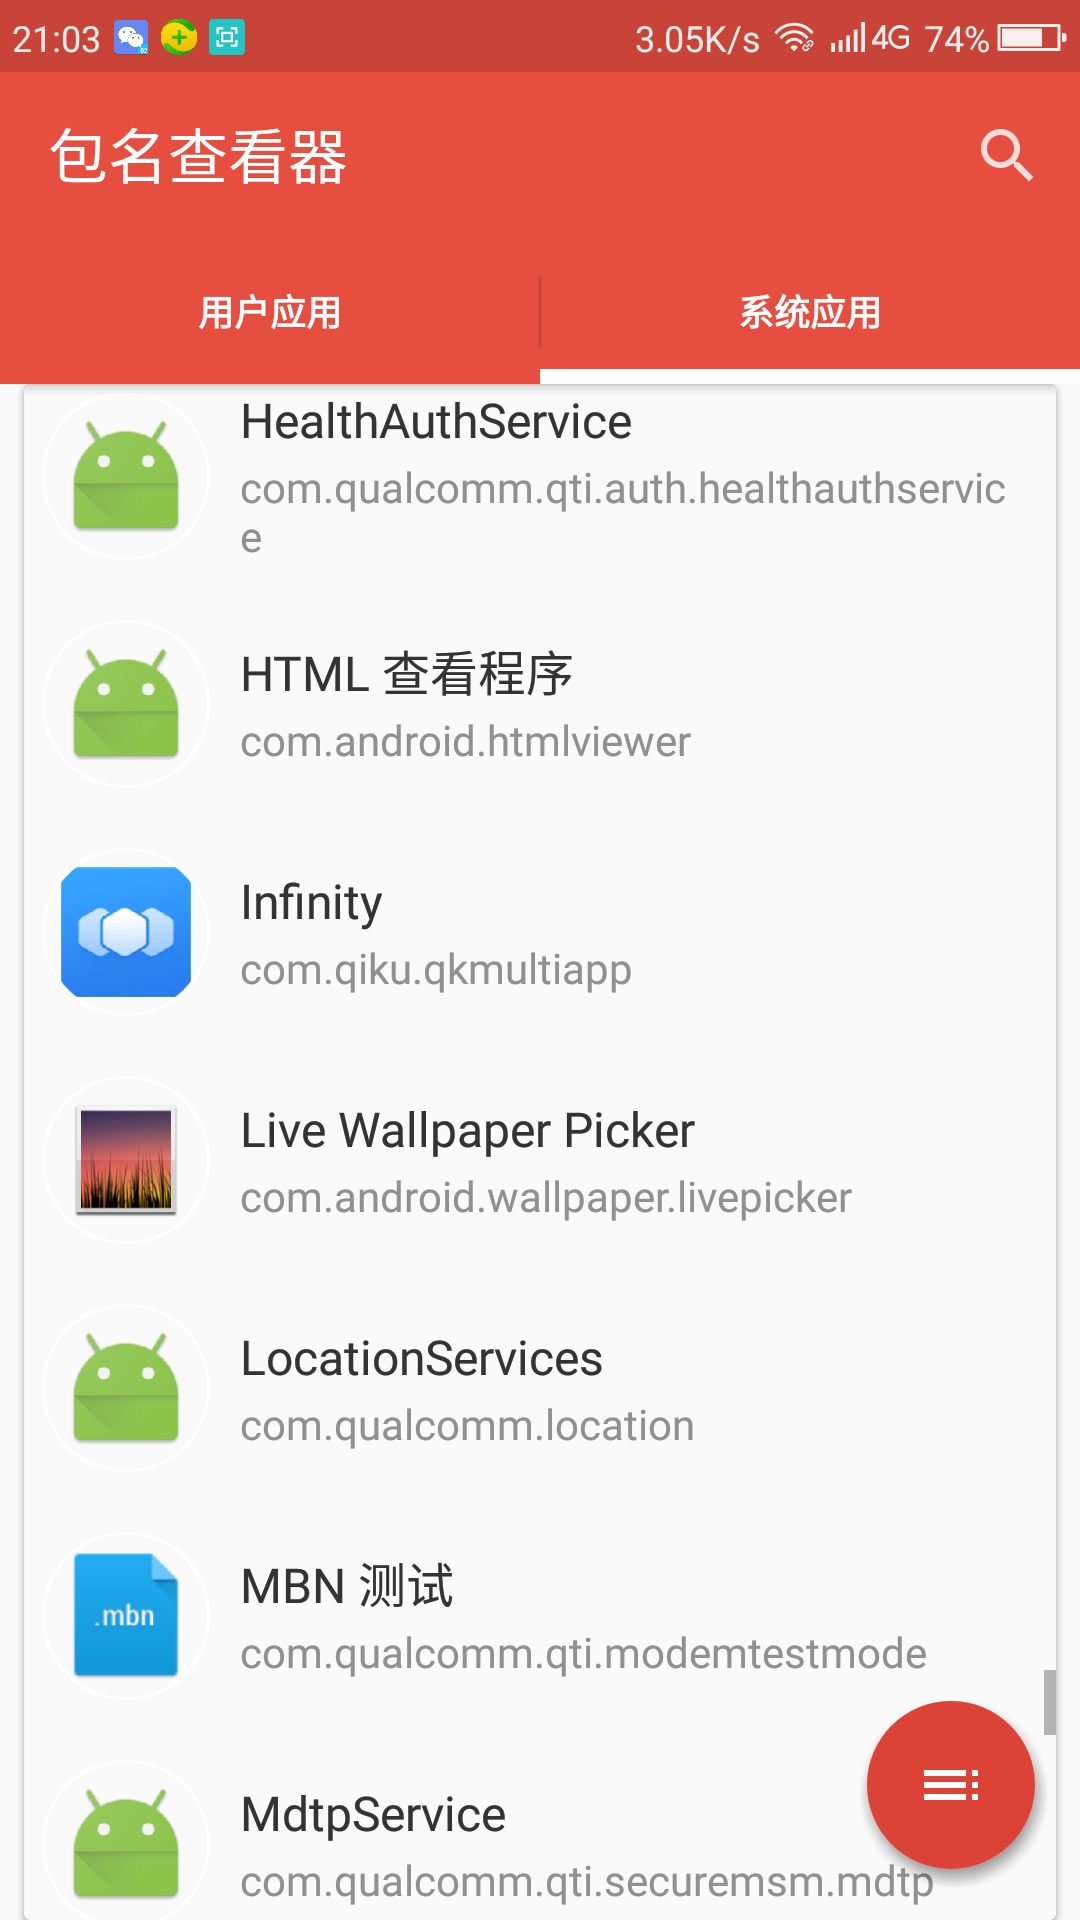 21:03 3.05K/s 4G 74%
包名查看器
用户应用 系统应用
HealthAuthService
com.qualcomm.qti.auth.healthauthservic
e
HTML 查看程序
com.android.htmlviewer
Infinity
com.qiku.qkmultiapp
Live Wallpaper Picker
com.android.wallpaper.livepicker
LocationServices
com.qualcomm.location
.mbn
MBN 测试
com.qualcomm.qti.modemtestmode
MdtpService
com.qualcomm.qti.securemsm.mdtp